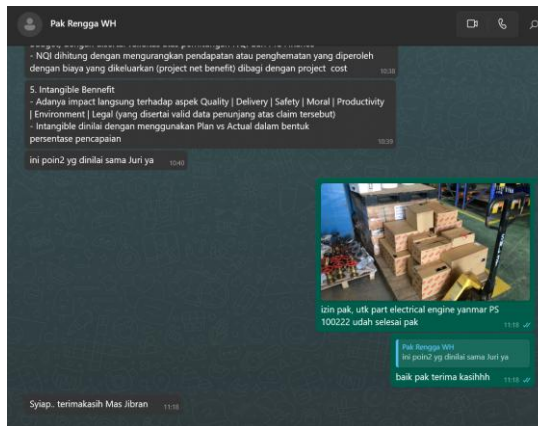 Pak Rengga WH
- NQI dihitung dengan mengurangkan pendapatan atau penghematan yang diperoleh
dengan biaya yang dikeluarkan (project net benefit) dibagi dengan project cost
10:38
5. Intangible Bennefit
- Adanya impact langsung terhadap aspek Quality | Delivery | Safety | Moral | Productivity
| Environment | Legal (yang disertai valid data penunjang atas claim tersebut)
- Intangible dinilai dengan menggunakan Plan vs Actual dalam bentuk
persentase pencapaian
10:39
ini poin2 yg dinilai sama Juri ya
10:40
izin pak, utk part electrical engine yanmar PS
100222 udah selesai pak
11:15
Pak Rengga WH
ini poin2 yg dinilai sama Juri ya
baik pak terima kasihhh
11:15
Syiap.. terimakasih Mas Jibran
11:18